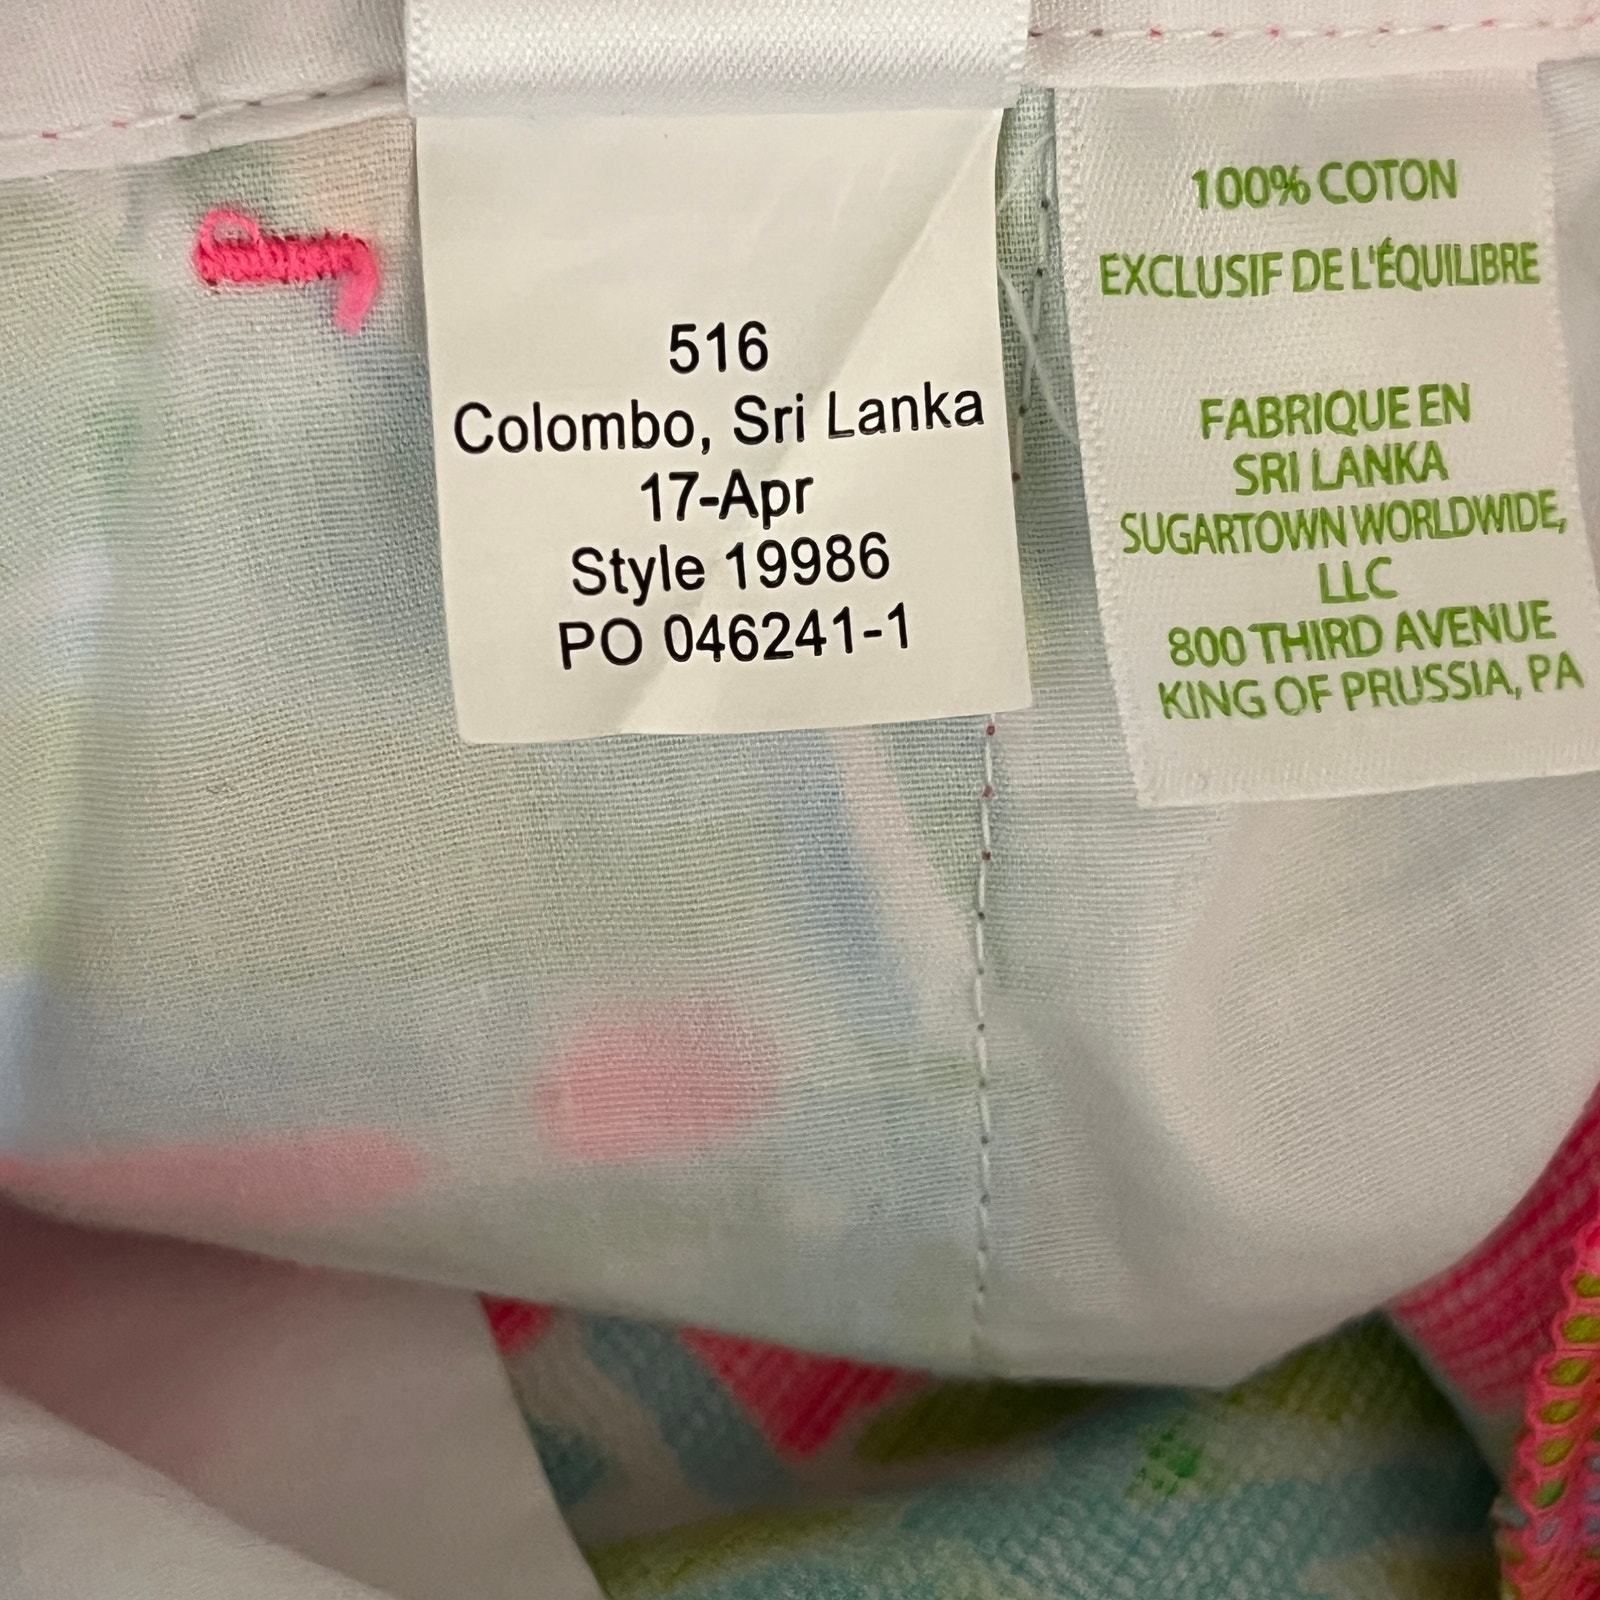 516
Colombo, Sri Lanka
17-Apr
Style 19986
PO 046241-1
100% COTON
EXCLUSIF DE L'ÉQUILIBRE
FABRIQUE EN
SRI LANKA
SUGARTOWN WORLDWIDE,
LLC
800 THIRD AVENUE
KING OF PRUSSIA, PA